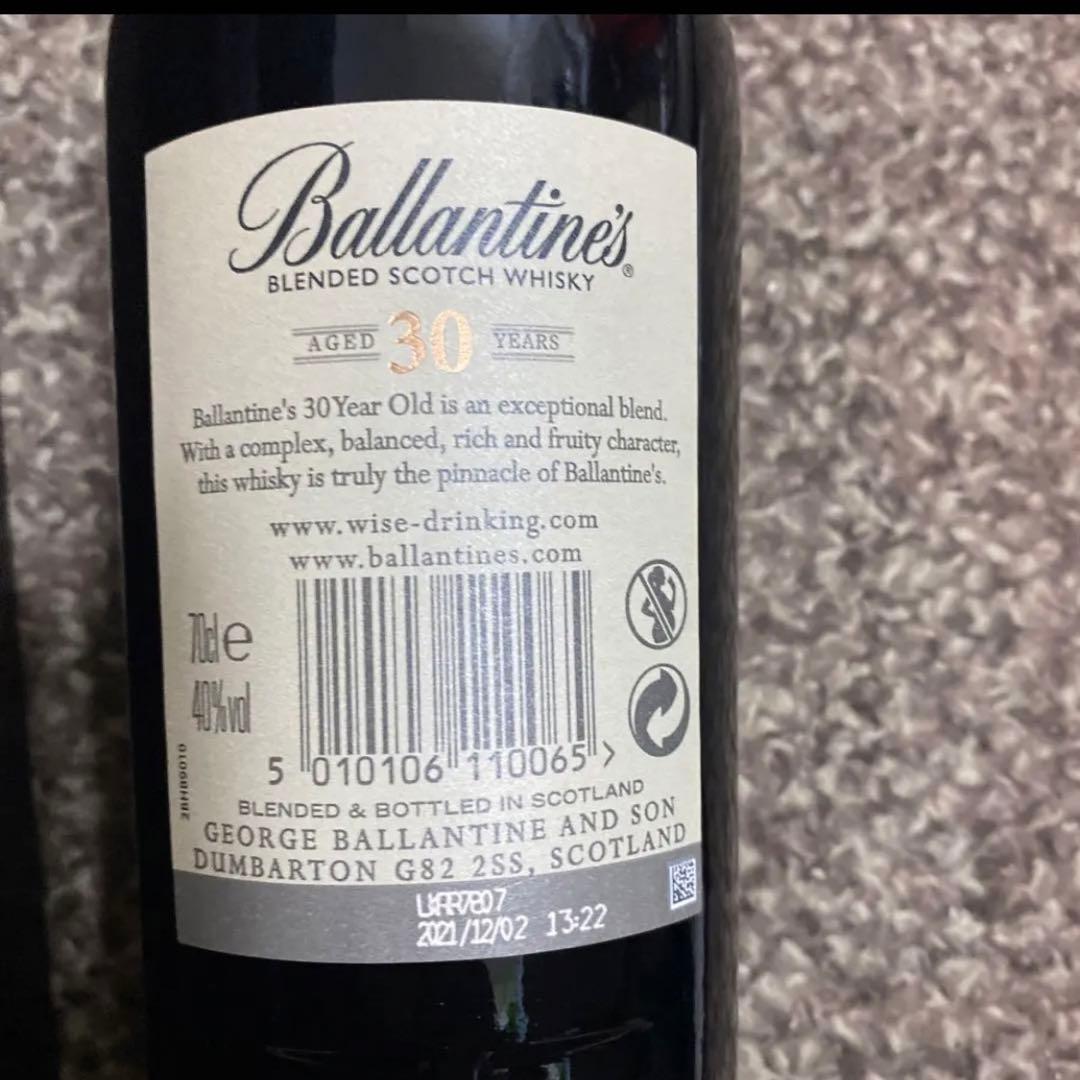 Ballantine's®
BLENDED SCOTCH WHISKY
AGED 30 YEARS
Ballantine's 30 Year Old is an exceptional blend.
With a complex, balanced, rich and fruity character,
this whisky is truly the pinnacle of Ballantine's.
www.wise-drinking.com
www.ballantines.com
70cl e
40%vol
5 010106 110065 >
BLENDED & BOTTLED IN SCOTLAND
GEORGE BALLANTINE AND SON
DUMBARTON G82 2SS, SCOTLAND
2021/12/02 13:22